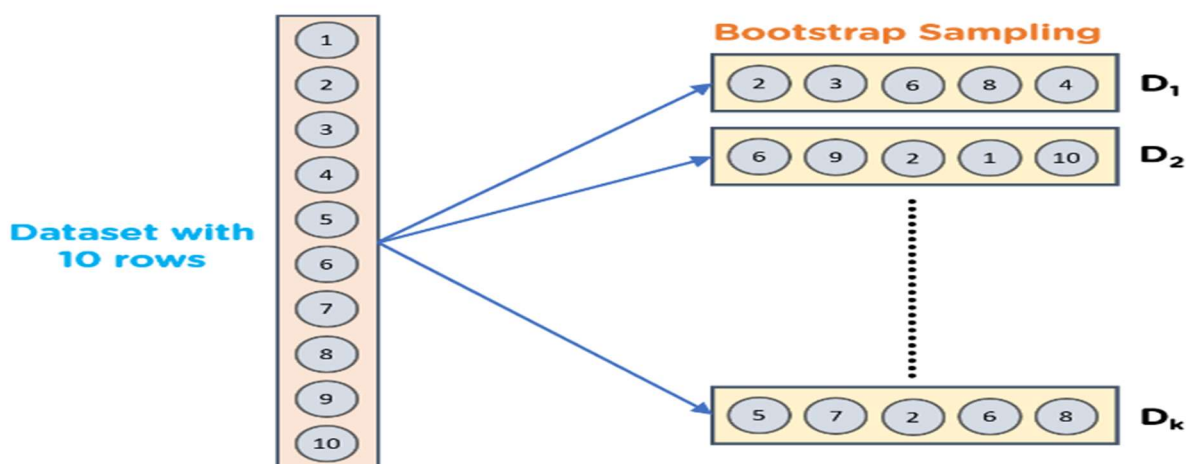 Bootstrap Sampling
Dataset with
10 rows
1
2
3
4
5
6
7
8
9
10
2 3 6 8 4 D₁
6 9 2 1 10 D₂
5 7 2 6 8 Dₖ